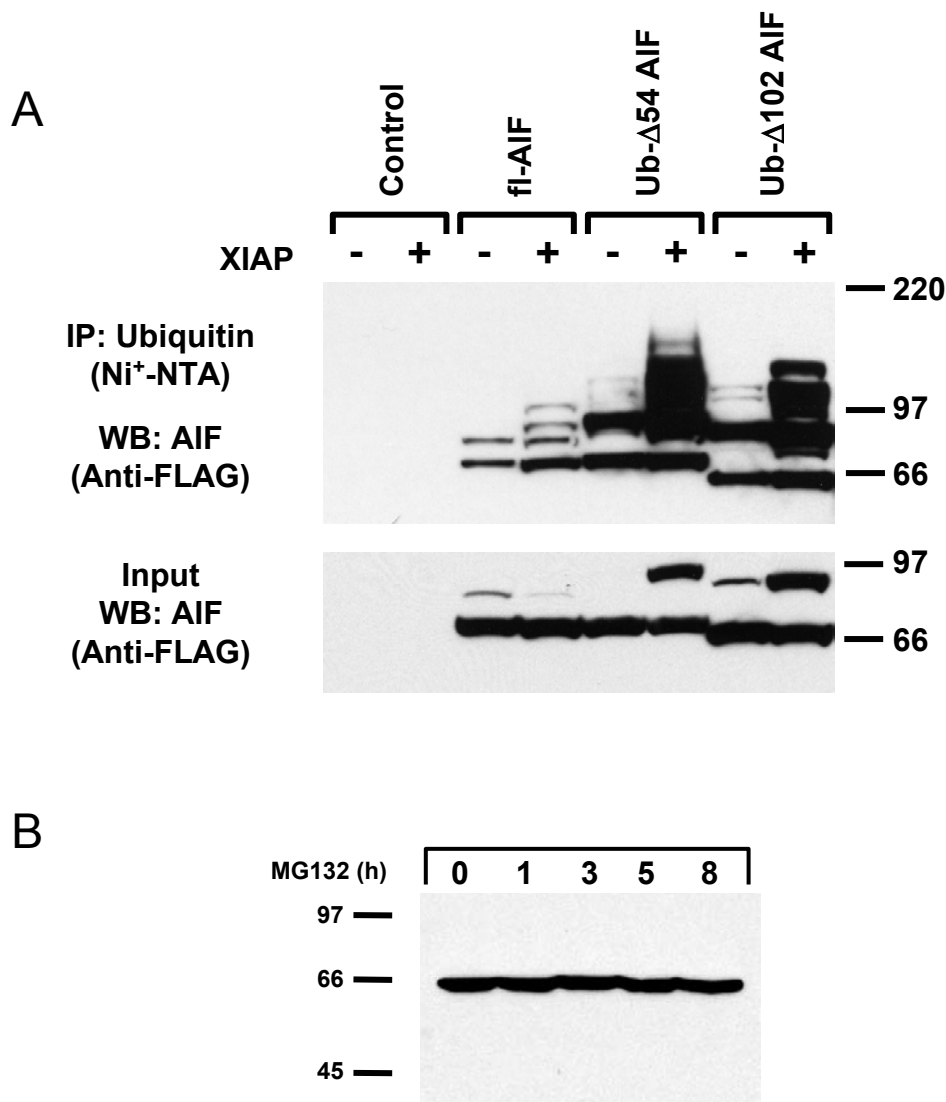 A
Control
fl-AIF
Ub-Δ54 AIF
Ub-Δ102 AIF
XIAP - + - + - + - +
IP: Ubiquitin
(Ni⁺-NTA)
WB: AIF
(Anti-FLAG)
220
97
66
Input
WB: AIF
(Anti-FLAG)
97
66
B
MG132 (h) 0 1 3 5 8
97
66
45